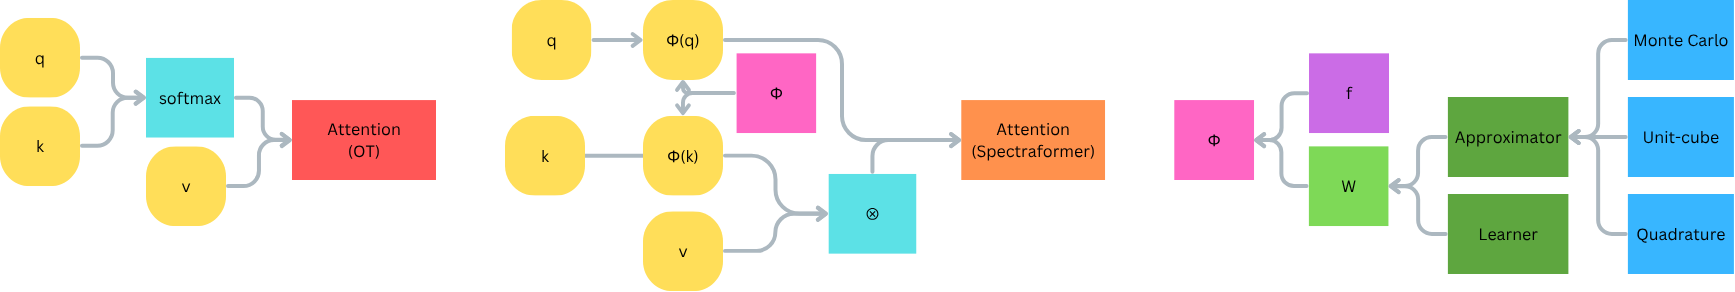 q
k
softmax
v
Attention
(OT)
q
Φ(q)
Φ
k
Φ(k)
v
⊗
Attention
(Spectraformer)
Φ
f
W
Approximator
Learner
Monte Carlo
Unit-cube
Quadrature